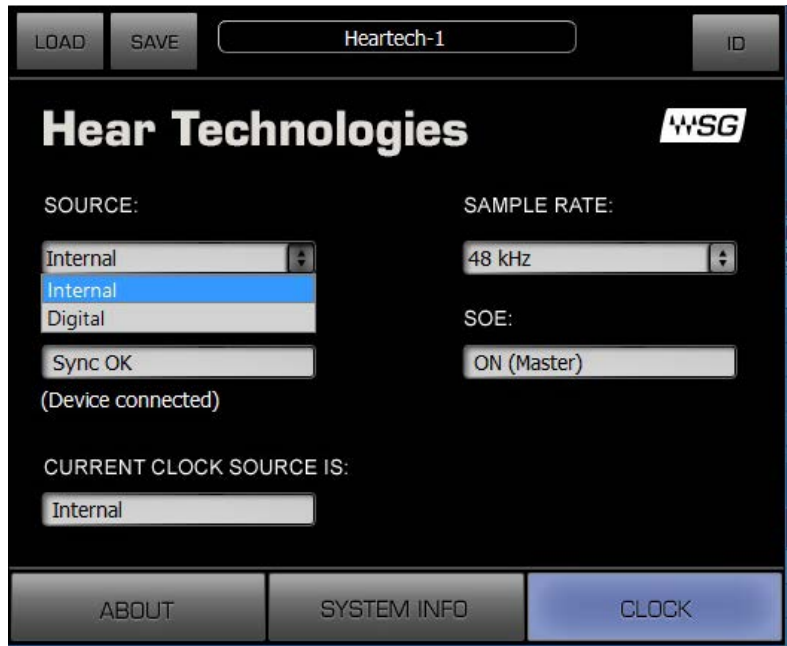 LOAD SAVE Heartech-1 ID
Hear Technologies WSG
SOURCE: SAMPLE RATE:
Internal 48 kHz
Internal
Digital SOE:
Sync OK ON (Master)
(Device connected)
CURRENT CLOCK SOURCE IS:
Internal
ABOUT SYSTEM INFO CLOCK